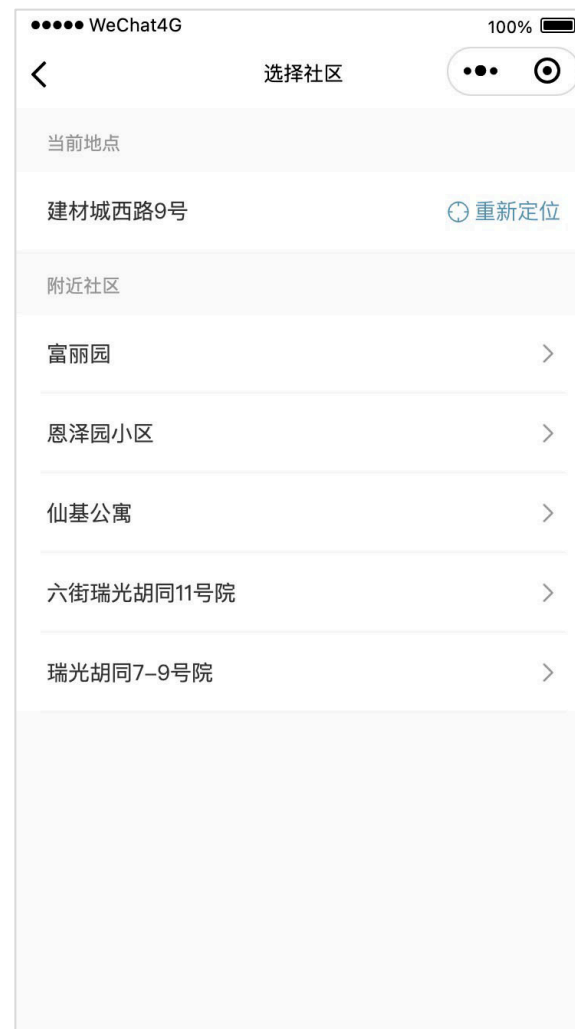 ●●●●● WeChat4G 100%
选择社区
当前地点
建材城西路9号 重新定位
附近社区
富丽园
恩泽园小区
仙基公寓
六街瑞光胡同11号院
瑞光胡同7–9号院